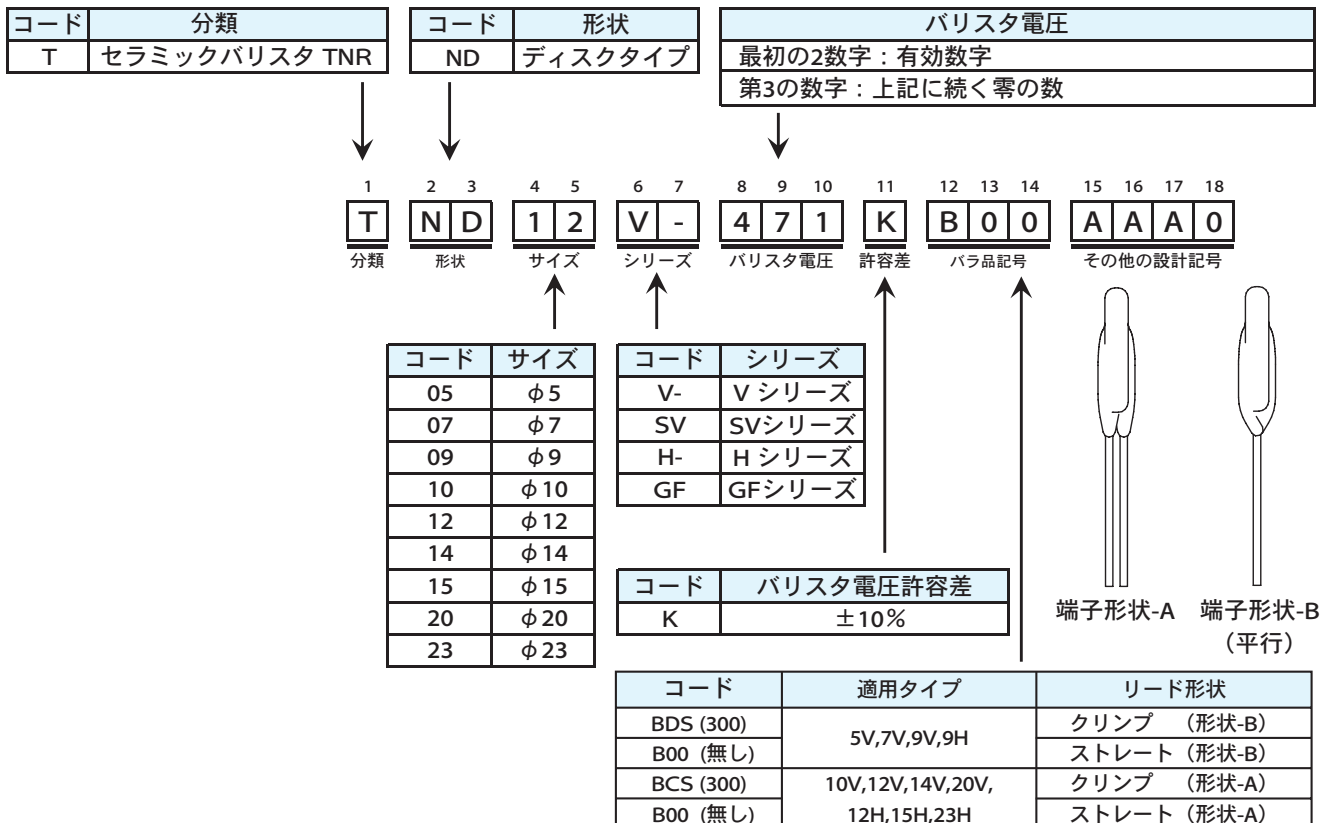 コード 分類
T セラミックバリスタ TNR
コード 形状
ND ディスクタイプ
バリスタ電圧
最初の2数字：有効数字
第3の数字：上記に続く零の数
1 2 3 4 5 6 7 8 9 10 11 12 13 14 15 16 17 18
T N D 1 2 V - 4 7 1 K B 0 0 A A A 0
分類 形状 サイズ シリーズ バリスタ電圧 許容差 バラ品記号 その他の設計記号
コード サイズ
05 φ5
07 φ7
09 φ9
10 φ10
12 φ12
14 φ14
15 φ15
20 φ20
23 φ23
コード シリーズ
V- V シリーズ
SV SVシリーズ
H- H シリーズ
GF GFシリーズ
コード バリスタ電圧許容差
K ±10％
端子形状-A 端子形状-B
（平行）
コード 適用タイプ リード形状
BDS (300) 5V,7V,9V,9H クリンプ （形状-B）
B00 (無し) ストレート（形状-B）
BCS (300) 10V,12V,14V,20V, クリンプ （形状-A）
B00 (無し) 12H,15H,23H ストレート（形状-A）